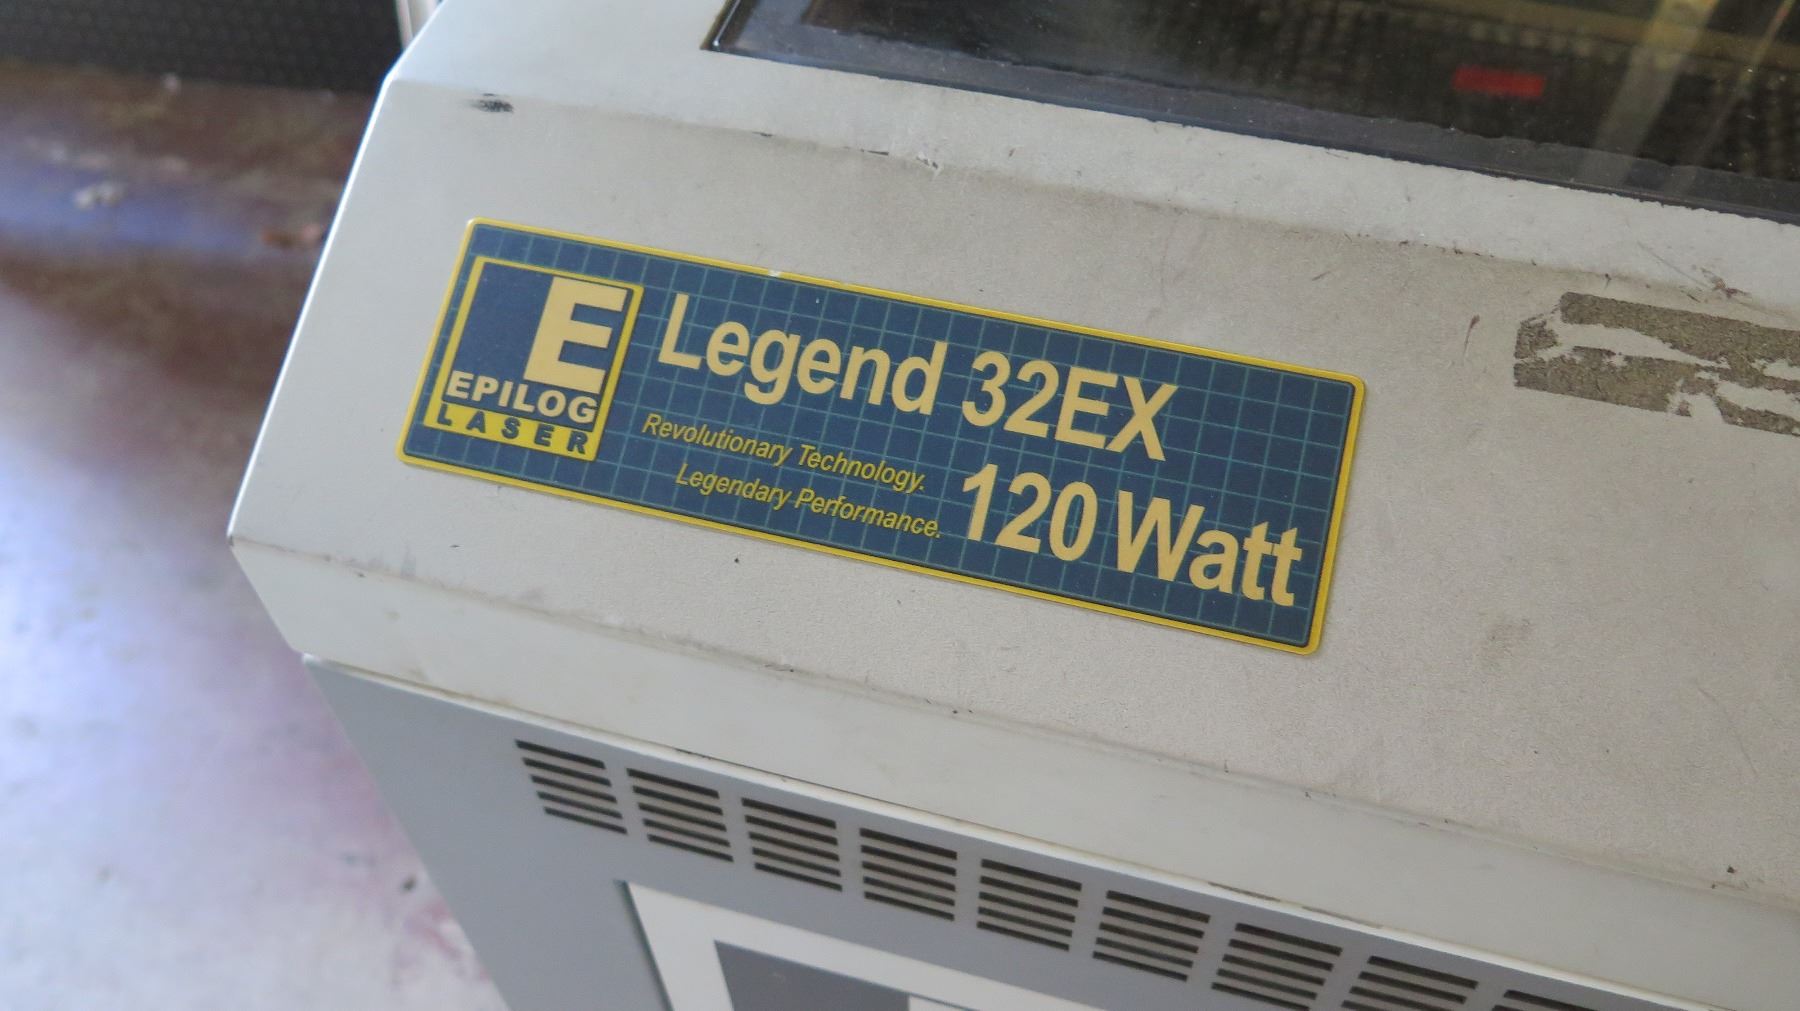 E
EPILOG
LASER
Legend 32EX
Revolutionary Technology.
Legendary Performance.
120 Watt